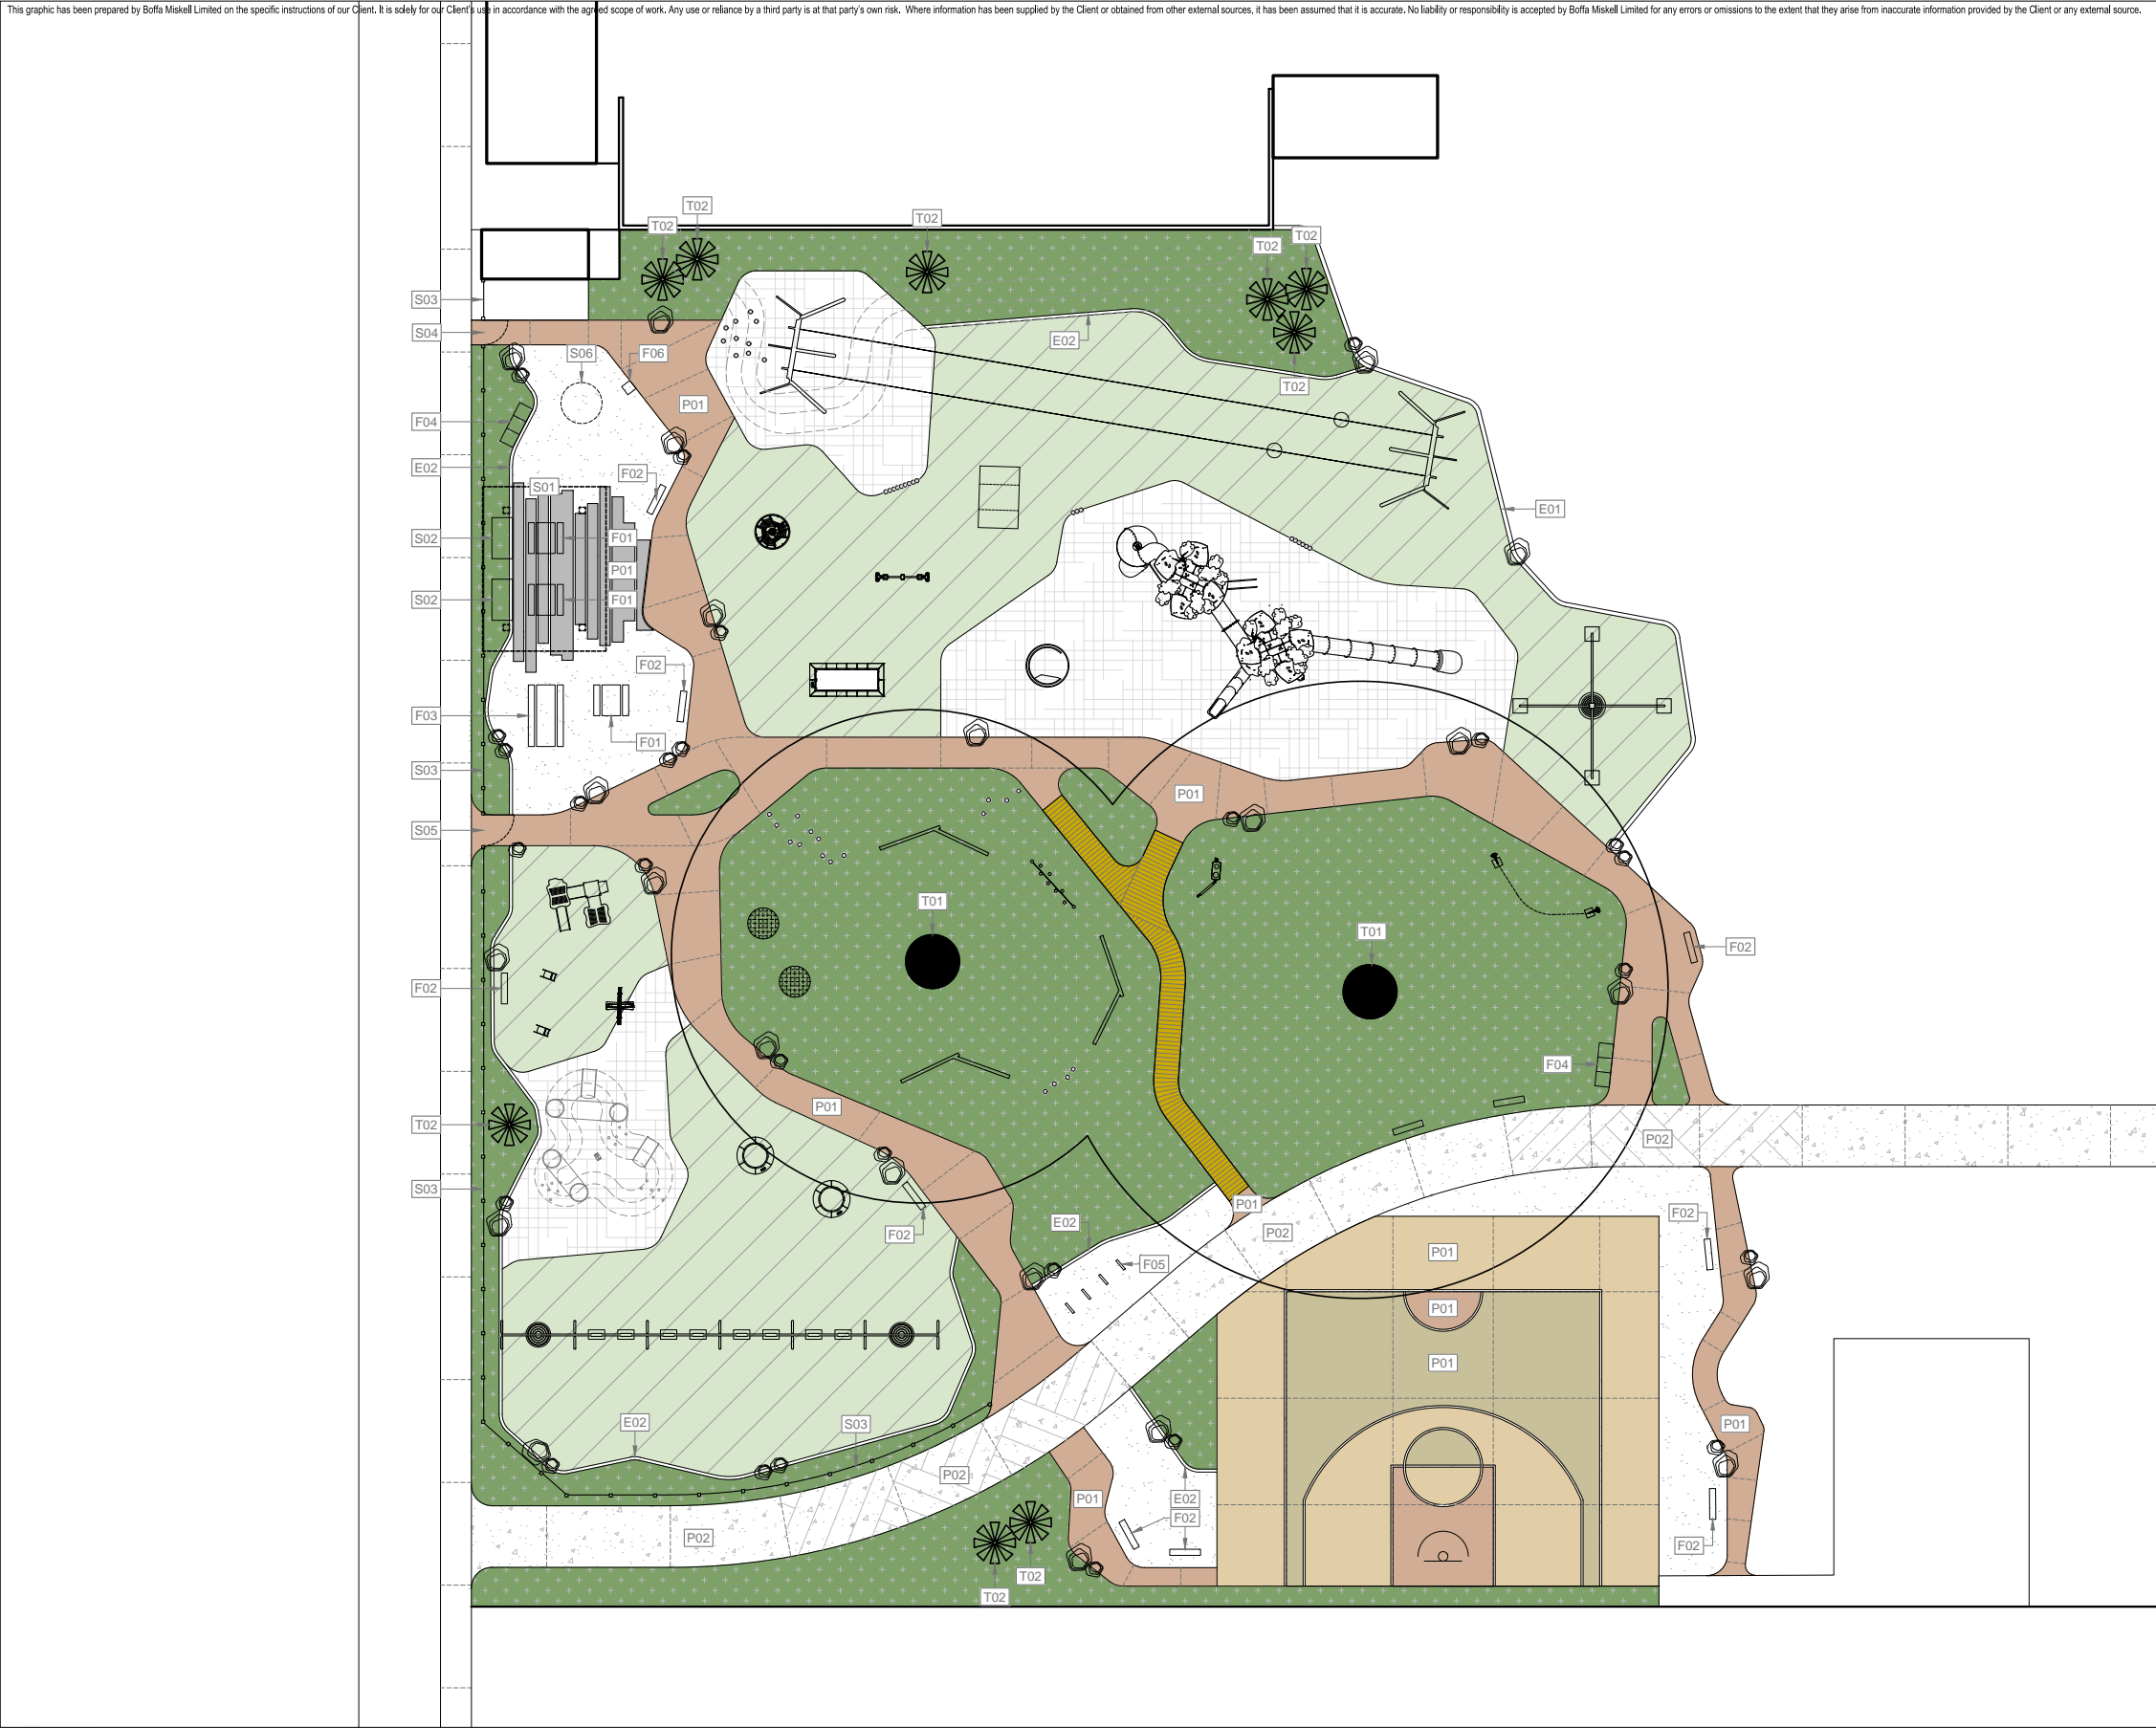 This graphic has been prepared by Boffa Miskell Limited on the specific instructions of our Client. It is solely for our Client's use in accordance with the agreed scope of work. Any use or reliance by a third party is at that party's own risk. Where information has been supplied by the Client or obtained from other external sources, it has been assumed that it is accurate. No liability or responsibility is accepted by Boffa Miskell Limited for any errors or omissions to the extent that they arise from inaccurate information provided by the Client or any external source.
T02
T02
T02
T02
T02
S03
S04
E02
S06
F06
T02
P01
F04
E02
F02
S01
E01
S02
F01
P01
S02
F01
F02
F03
F01
S03
P01
S05
T01
T01
F02
F02
F04
P01
T02
P02
S03
P01
F02
E02
F02
P02
P01
F05
P01
P01
E02
S03
P01
P02
P01
E02
F02
P02
F02
T02
T02